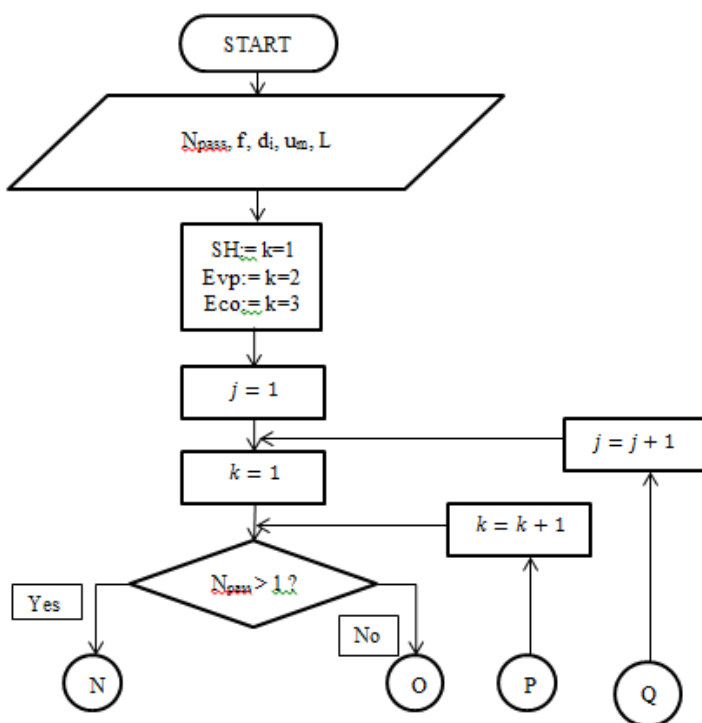 START
Npass, f, di, um, L
SH:= k=1
Evp:= k=2
Eco:= k=3
j = 1
j = j + 1
k = 1
k = k + 1
Npass > 1 ?
Yes
No
N
O
P
Q